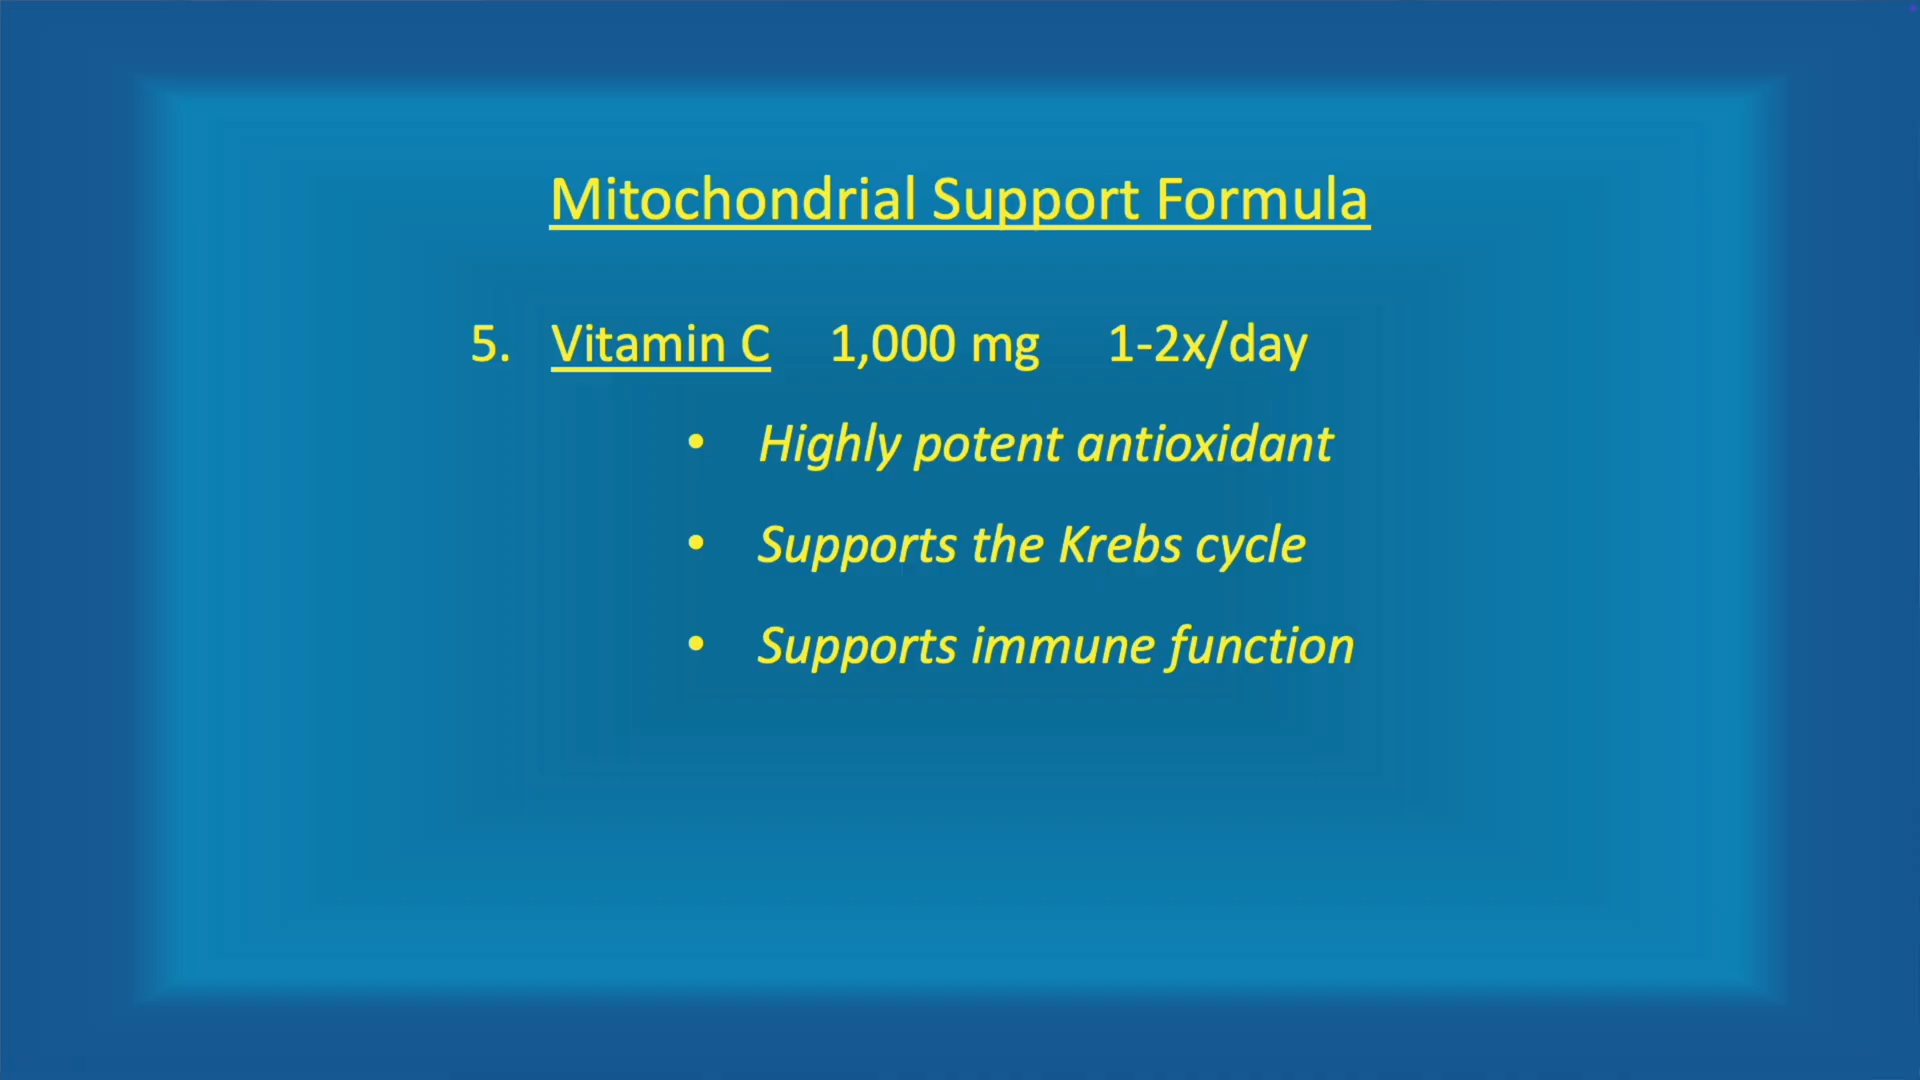 Mitochondrial Support Formula
5. Vitamin C 1,000 mg 1-2x/day
• Highly potent antioxidant
• Supports the Krebs cycle
• Supports immune function